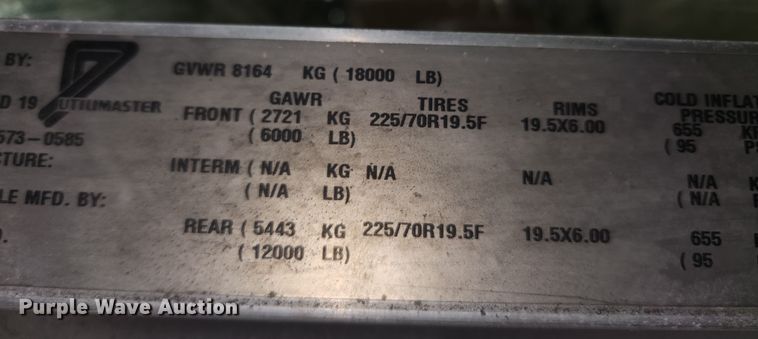 BY: GVWR 8164 KG ( 18000 LB)
GAWR TIRES RIMS COLD INFLAT
D 19 UTILIMASTER FRONT ( 2721 KG 225/70R19.5F 19.5X6.00 PRESSUR
573-0585 ( 6000 LB) 655 KP
( 95 PS
CTURE: INTERM ( N/A KG N/A N/A N/A K
( N/A LB) ( N/A
LE MFD. BY:
REAR ( 5443 KG 225/70R19.5F 19.5X6.00 655
( 12000 LB) ( 95
Purple Wave Auction